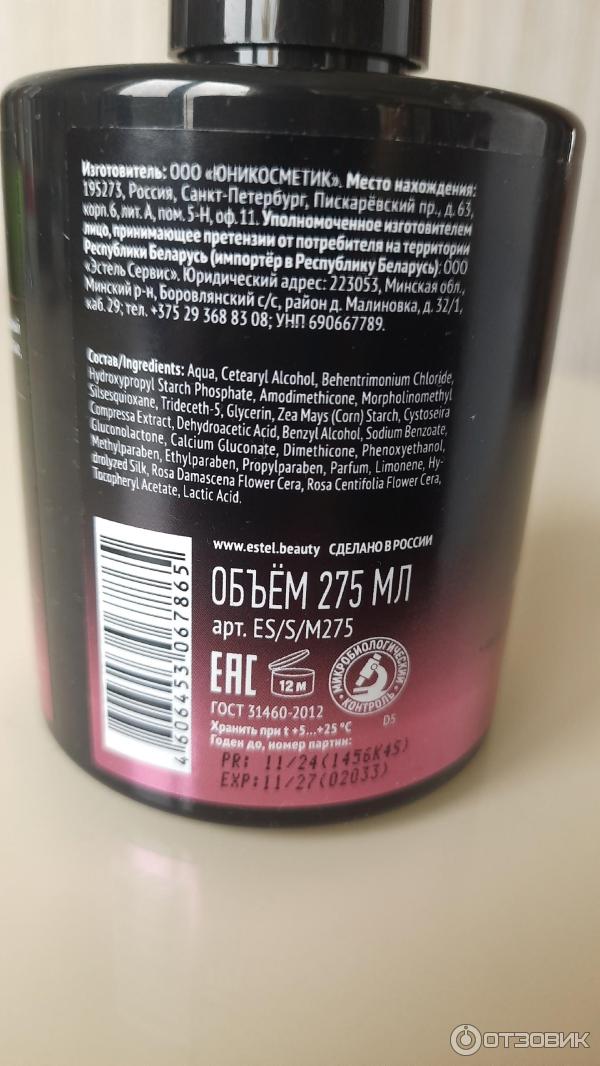 Изготовитель: ООО «ЮНИКОСМЕТИК». Место нахождения:
195273, Россия, Санкт-Петербург, Пискарёвский пр., д. 63,
корп.6, лит. А, пом. 5-Н, оф. 11. Уполномоченное изготовителем
лицо, принимающее претензии от потребителя на территории
Республики Беларусь (импортёр в Республику Беларусь): ООО
«Эстель Сервис». Юридический адрес: 223053, Минская обл.,
Минский р-н, Боровлянский с/с, район д. Малиновка, д. 32/1,
каб. 29; тел. +375 29 368 83 08; УНП 690667789.
Состав/Ingredients: Aqua, Cetearyl Alcohol, Behentrimonium Chloride,
Hydroxypropyl Starch Phosphate, Amodimethicone, Morpholinomethyl
Silsesquioxane, Trideceth-5, Glycerin, Zea Mays (Corn) Starch, Cystoseira
Compressa Extract, Dehydroacetic Acid, Benzyl Alcohol, Sodium Benzoate,
Gluconolactone, Calcium Gluconate, Dimethicone, Phenoxyethanol,
Methylparaben, Ethylparaben, Propylparaben, Parfum, Limonene, Hy-
drolyzed Silk, Rosa Damascena Flower Cera, Rosa Centifolia Flower Cera,
Tocopheryl Acetate, Lactic Acid.
www.estel.beauty СДЕЛАНО В РОССИИ
ОБЪЁМ 275 МЛ
арт. ES/S/M275
EAC 12 М МИКРОБИОЛОГИЧЕСКИЙ КОНТРОЛЬ
ГОСТ 31460-2012 D5
Хранить при t +5...+25 °C
Годен до, номер партии:
PR: 11/24(1456K4S)
EXP:11/27(02033)
4 606453 067865
ОТЗОВИК